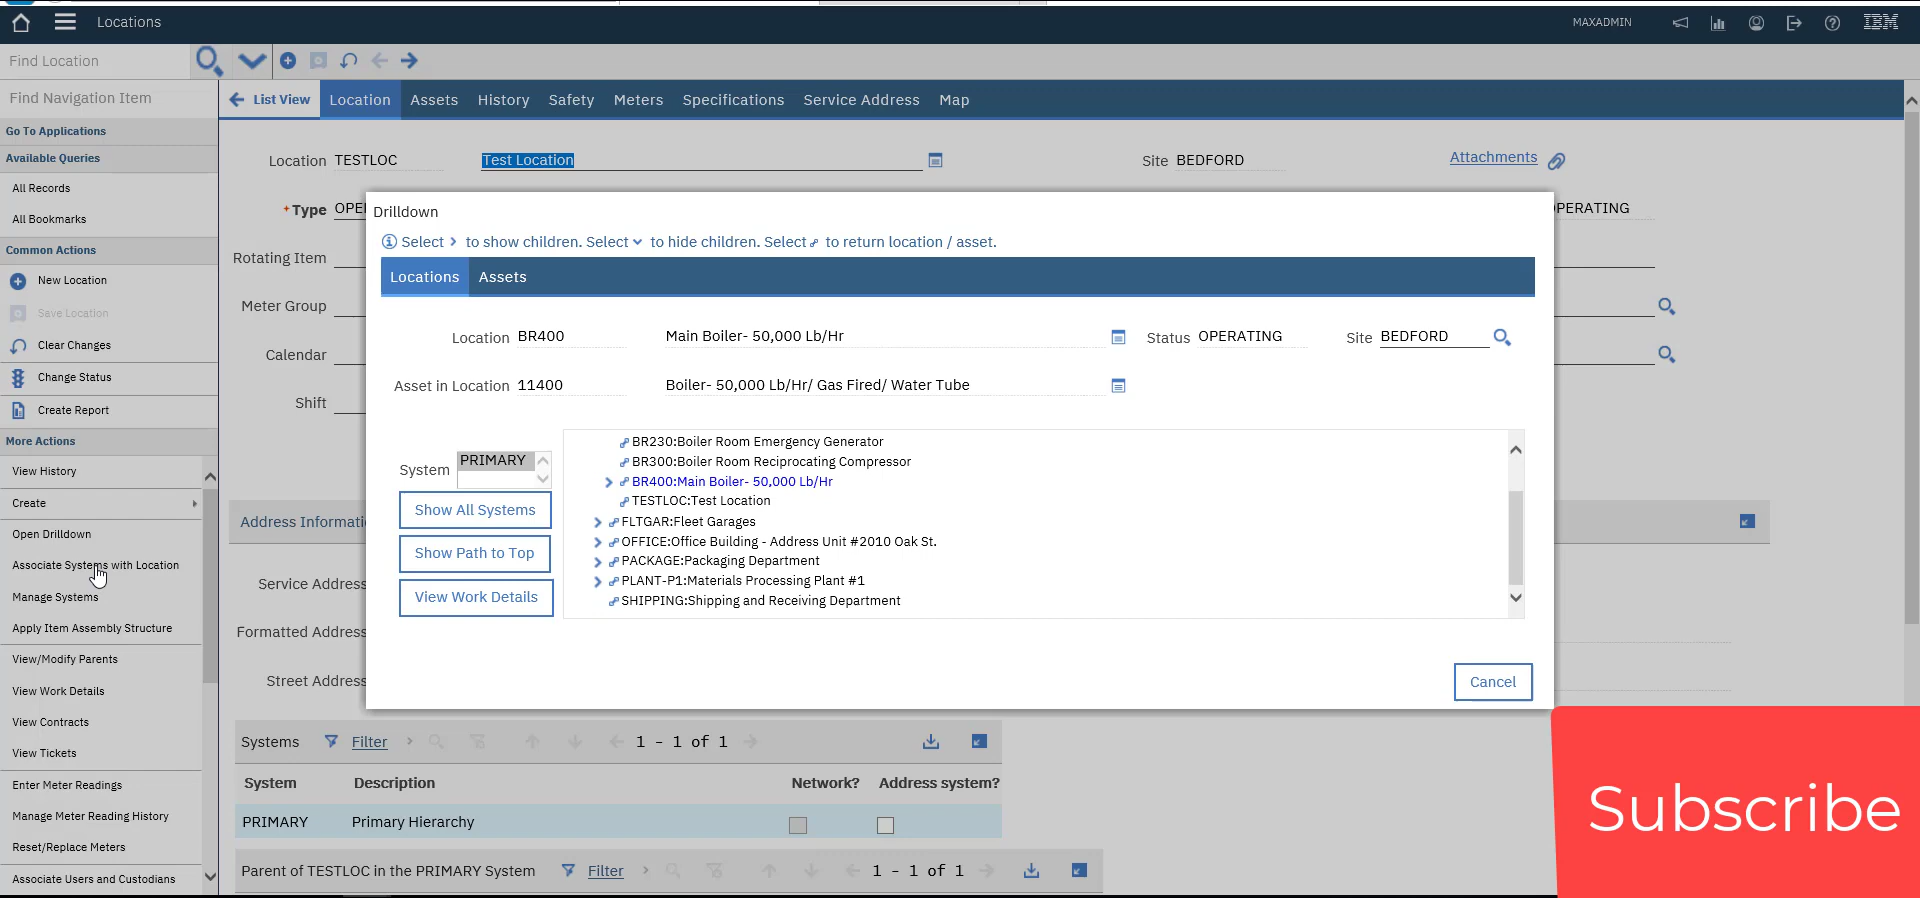 Locations
MAXADMIN
IBM
Find Location
Find Navigation Item
List View
Location
Assets
History
Safety
Meters
Specifications
Service Address
Map
Go To Applications
Available Queries
All Records
All Bookmarks
Common Actions
New Location
Save Location
Clear Changes
Change Status
Create Report
More Actions
View History
Create
Open Drilldown
Associate Systems with Location
Manage Systems
Apply Item Assembly Structure
View/Modify Parents
View Work Details
View Contracts
View Tickets
Enter Meter Readings
Manage Meter Reading History
Reset/Replace Meters
Associate Users and Custodians
Location TESTLOC Test Location
Site BEDFORD
Attachments
* Type OPE
PERATING
Rotating Item
Meter Group
Calendar
Shift
Address Informati
Service Address
Formatted Address
Street Address
Drilldown
Select > to show children. Select to hide children. Select to return location / asset.
Locations Assets
Location BR400 Main Boiler- 50,000 Lb/Hr Status OPERATING Site BEDFORD
Asset in Location 11400 Boiler- 50,000 Lb/Hr/ Gas Fired/ Water Tube
System PRIMARY
Show All Systems
Show Path to Top
View Work Details
BR230:Boiler Room Emergency Generator
BR300:Boiler Room Reciprocating Compressor
BR400:Main Boiler- 50,000 Lb/Hr
TESTLOC:Test Location
FLTGAR:Fleet Garages
OFFICE:Office Building - Address Unit #2010 Oak St.
PACKAGE:Packaging Department
PLANT-P1:Materials Processing Plant #1
SHIPPING:Shipping and Receiving Department
Cancel
Systems Filter 1 - 1 of 1
System Description Network? Address system?
PRIMARY Primary Hierarchy
Parent of TESTLOC in the PRIMARY System Filter 1 - 1 of 1
Subscribe